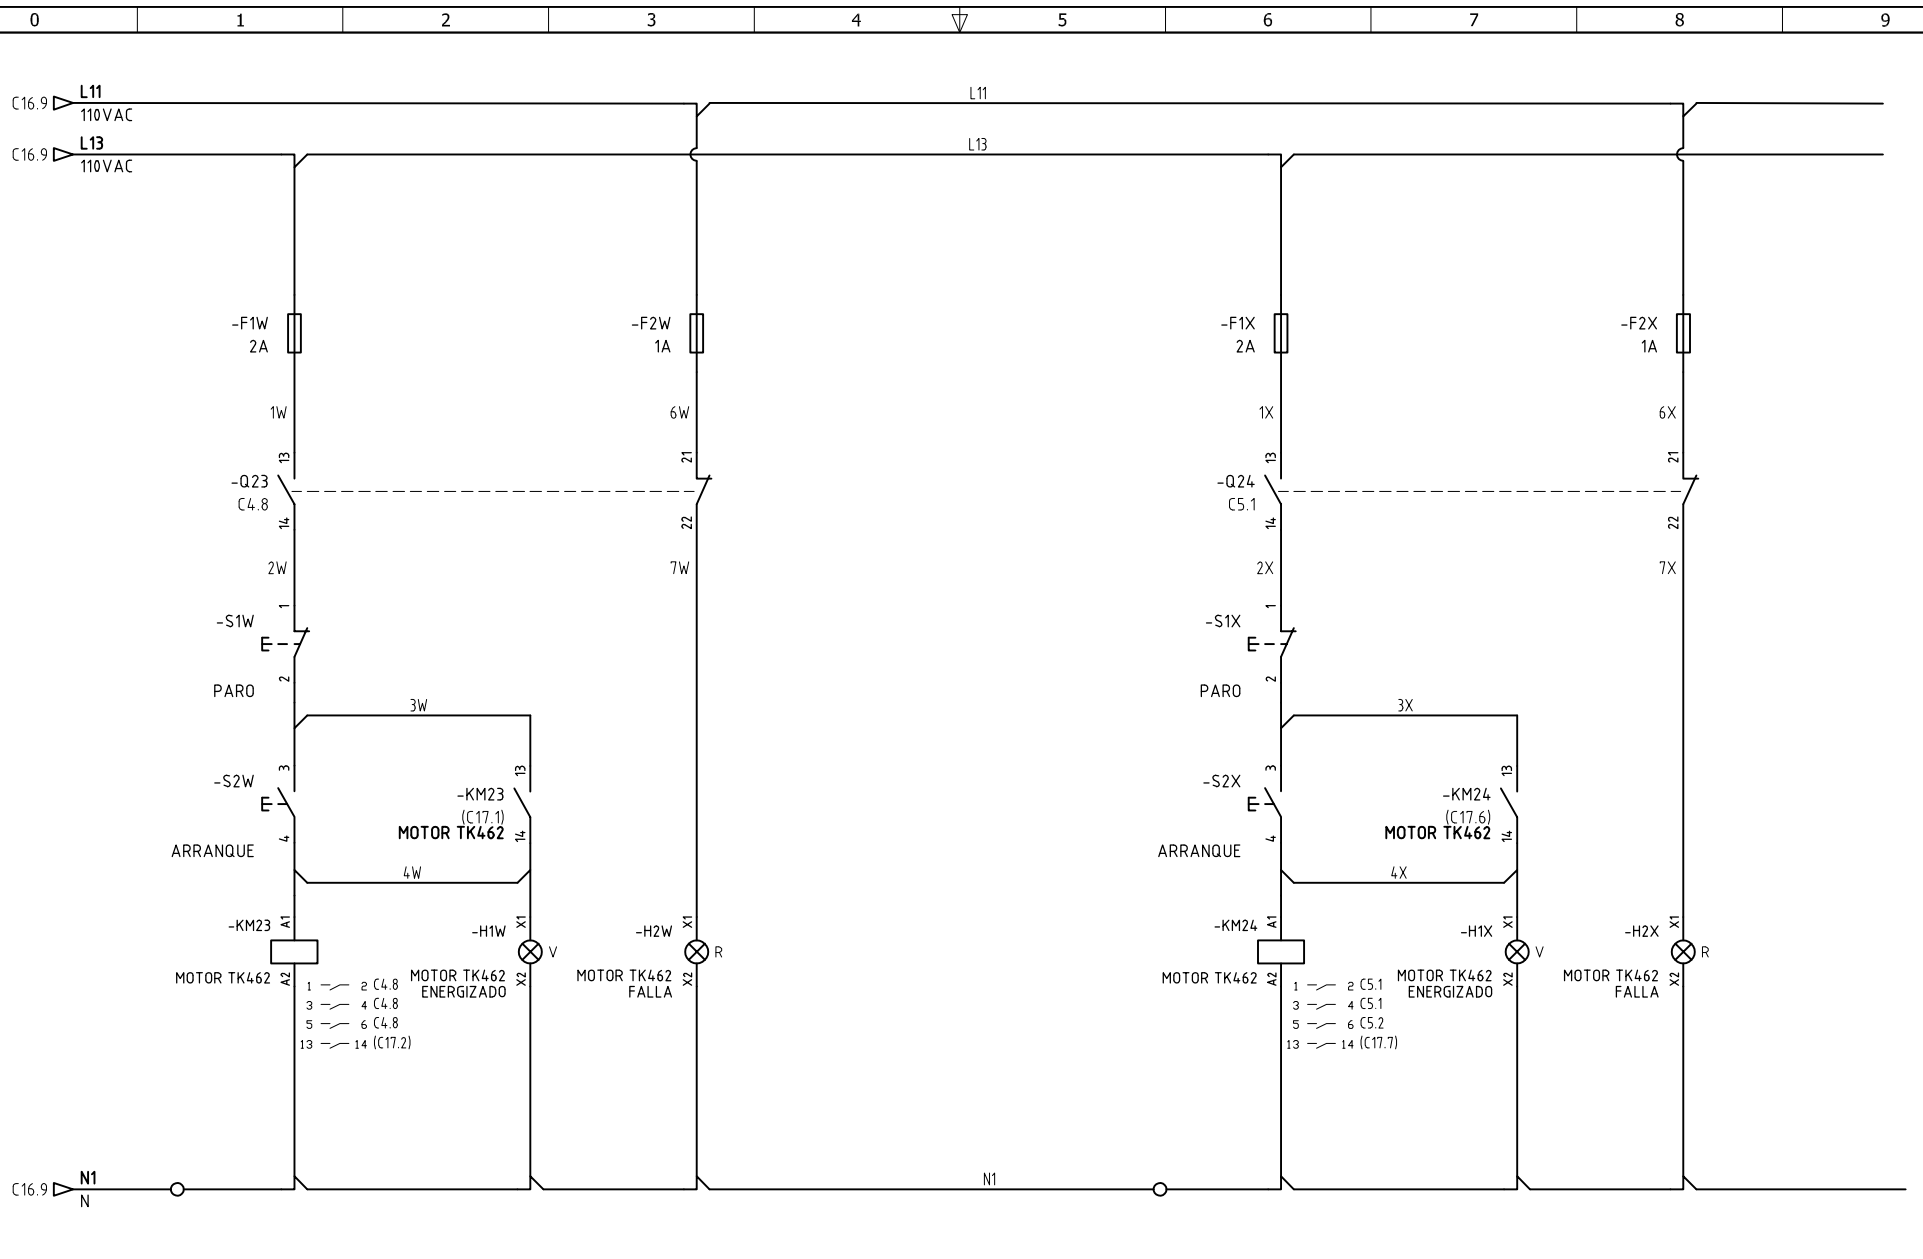 0 1 2 3 4 5 6 7 8 9
C16.9 L11
110VAC
L11
C16.9 L13
110VAC
L13
-F1W
2A
-F2W
1A
-F1X
2A
-F2X
1A
1W
6W
1X
6X
13
21
13
21
-Q23
C4.8
-Q24
C5.1
14
22
14
22
2W
7W
2X
7X
1
1
-S1W
-S1X
2
2
PARO
PARO
3W
3X
3
13
3
13
-S2W
-KM23
(C17.1)
MOTOR TK462
-S2X
-KM24
(C17.6)
MOTOR TK462
4
14
4
14
ARRANQUE
ARRANQUE
4W
4X
-KM23 A1
-H1W X1
-H2W X1
-KM24 A1
-H1X X1
-H2X X1
V
R
V
R
MOTOR TK462 A2
MOTOR TK462 X2
ENERGIZADO
MOTOR TK462 X2
FALLA
MOTOR TK462 A2
MOTOR TK462 X2
ENERGIZADO
MOTOR TK462 X2
FALLA
1 2 C4.8
3 4 C4.8
5 6 C4.8
13 14 (C17.2)
1 2 C5.1
3 4 C5.1
5 6 C5.2
13 14 (C17.7)
C16.9 N1
N
N1